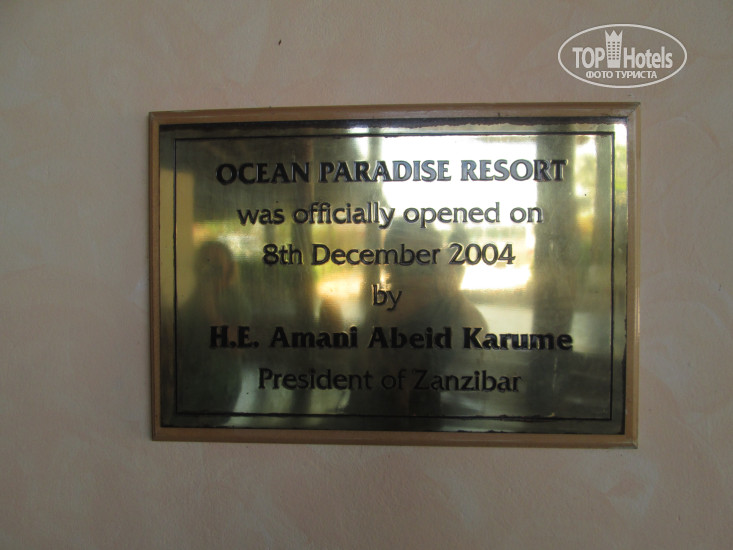 TOP Hotels
ФОТО ТУРИСТА
OCEAN PARADISE RESORT
was officially opened on
8th December 2004
by
H.E. Amani Abeid Karume
President of Zanzibar